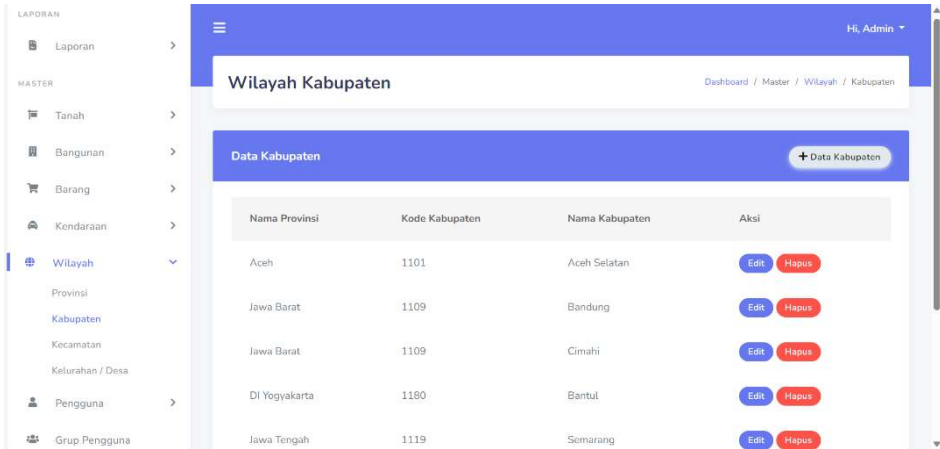 LAPORAN
Laporan
MASTER
Tanah
Bangunan
Barang
Kendaraan
Wilayah
Provinsi
Kabupaten
Kecamatan
Kelurahan / Desa
Pengguna
Grup Pengguna
Hi, Admin
Wilayah Kabupaten
Dashboard / Master / Wilayah / Kabupaten
Data Kabupaten
+ Data Kabupaten
Nama Provinsi Kode Kabupaten Nama Kabupaten Aksi
Aceh 1101 Aceh Selatan Edit Hapus
Jawa Barat 1109 Bandung Edit Hapus
Jawa Barat 1109 Cimahi Edit Hapus
DI Yogyakarta 1180 Bantul Edit Hapus
Jawa Tengah 1119 Semarang Edit Hapus